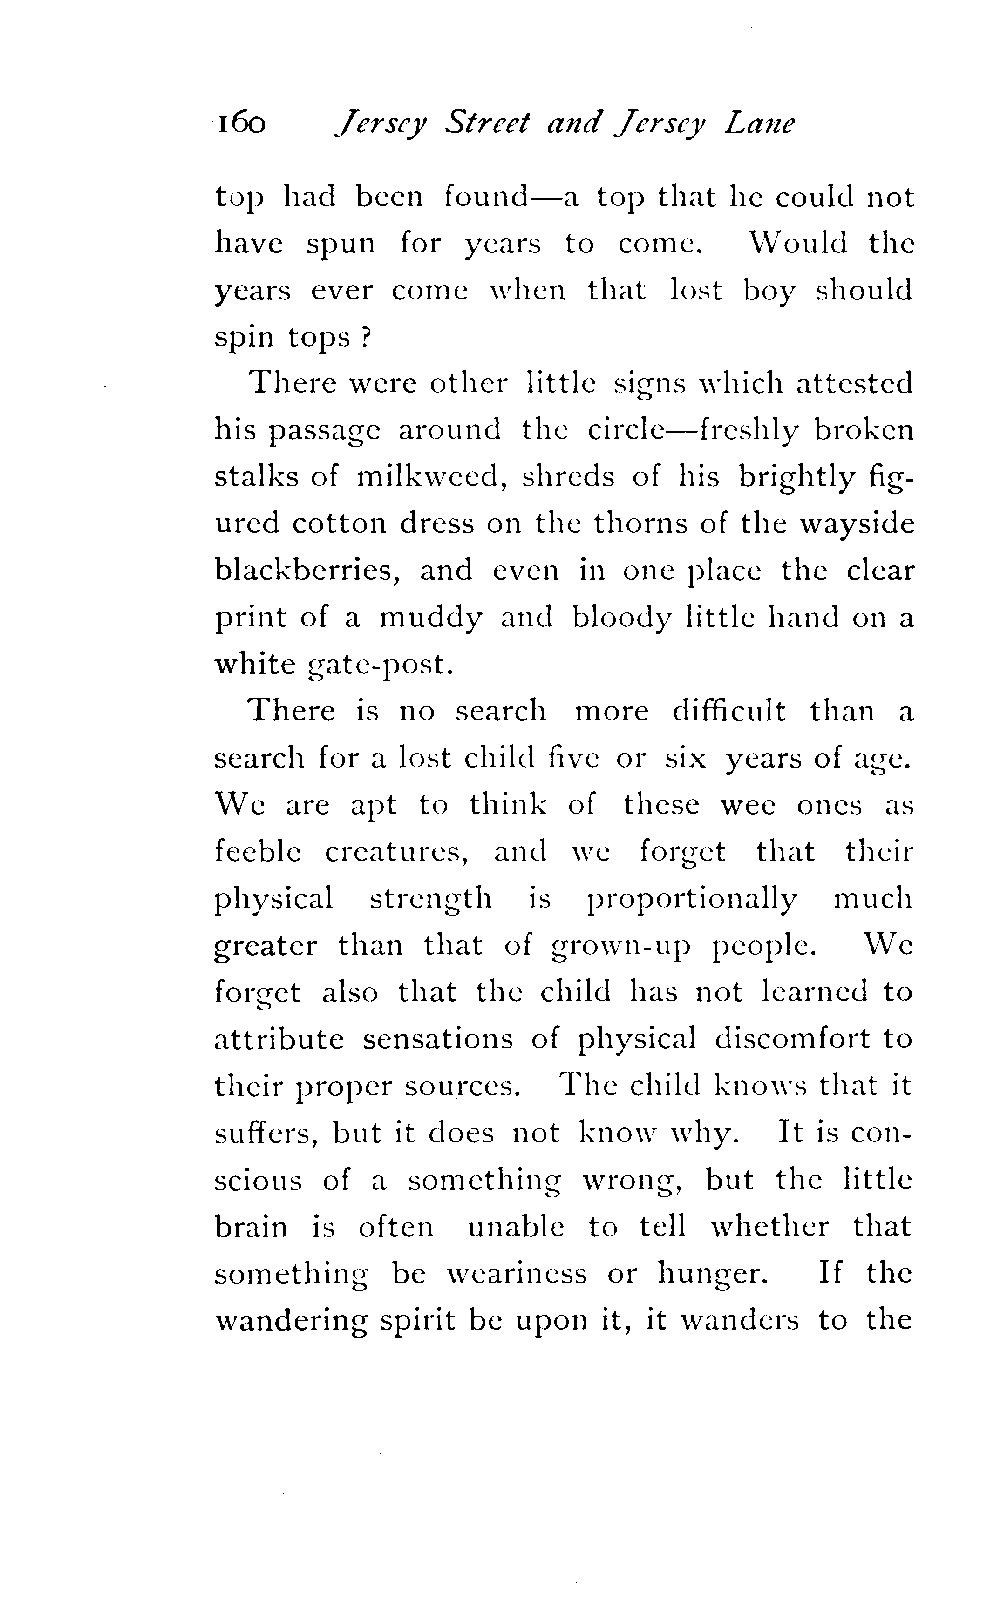 160 Jersey Street and Jersey Lane
top had been found—a top that he could not
have spun for years to come. Would the
years ever come when that lost boy should
spin tops ?
There were other little signs which attested
his passage around the circle—freshly broken
stalks of milkweed, shreds of his brightly fig-
ured cotton dress on the thorns of the wayside
blackberries, and even in one place the clear
print of a muddy and bloody little hand on a
white gate-post.
There is no search more difficult than a
search for a lost child five or six years of age.
We are apt to think of these wee ones as
feeble creatures, and we forget that their
physical strength is proportionally much
greater than that of grown-up people. We
forget also that the child has not learned to
attribute sensations of physical discomfort to
their proper sources. The child knows that it
suffers, but it does not know why. It is con-
scious of a something wrong, but the little
brain is often unable to tell whether that
something be weariness or hunger. If the
wandering spirit be upon it, it wanders to the